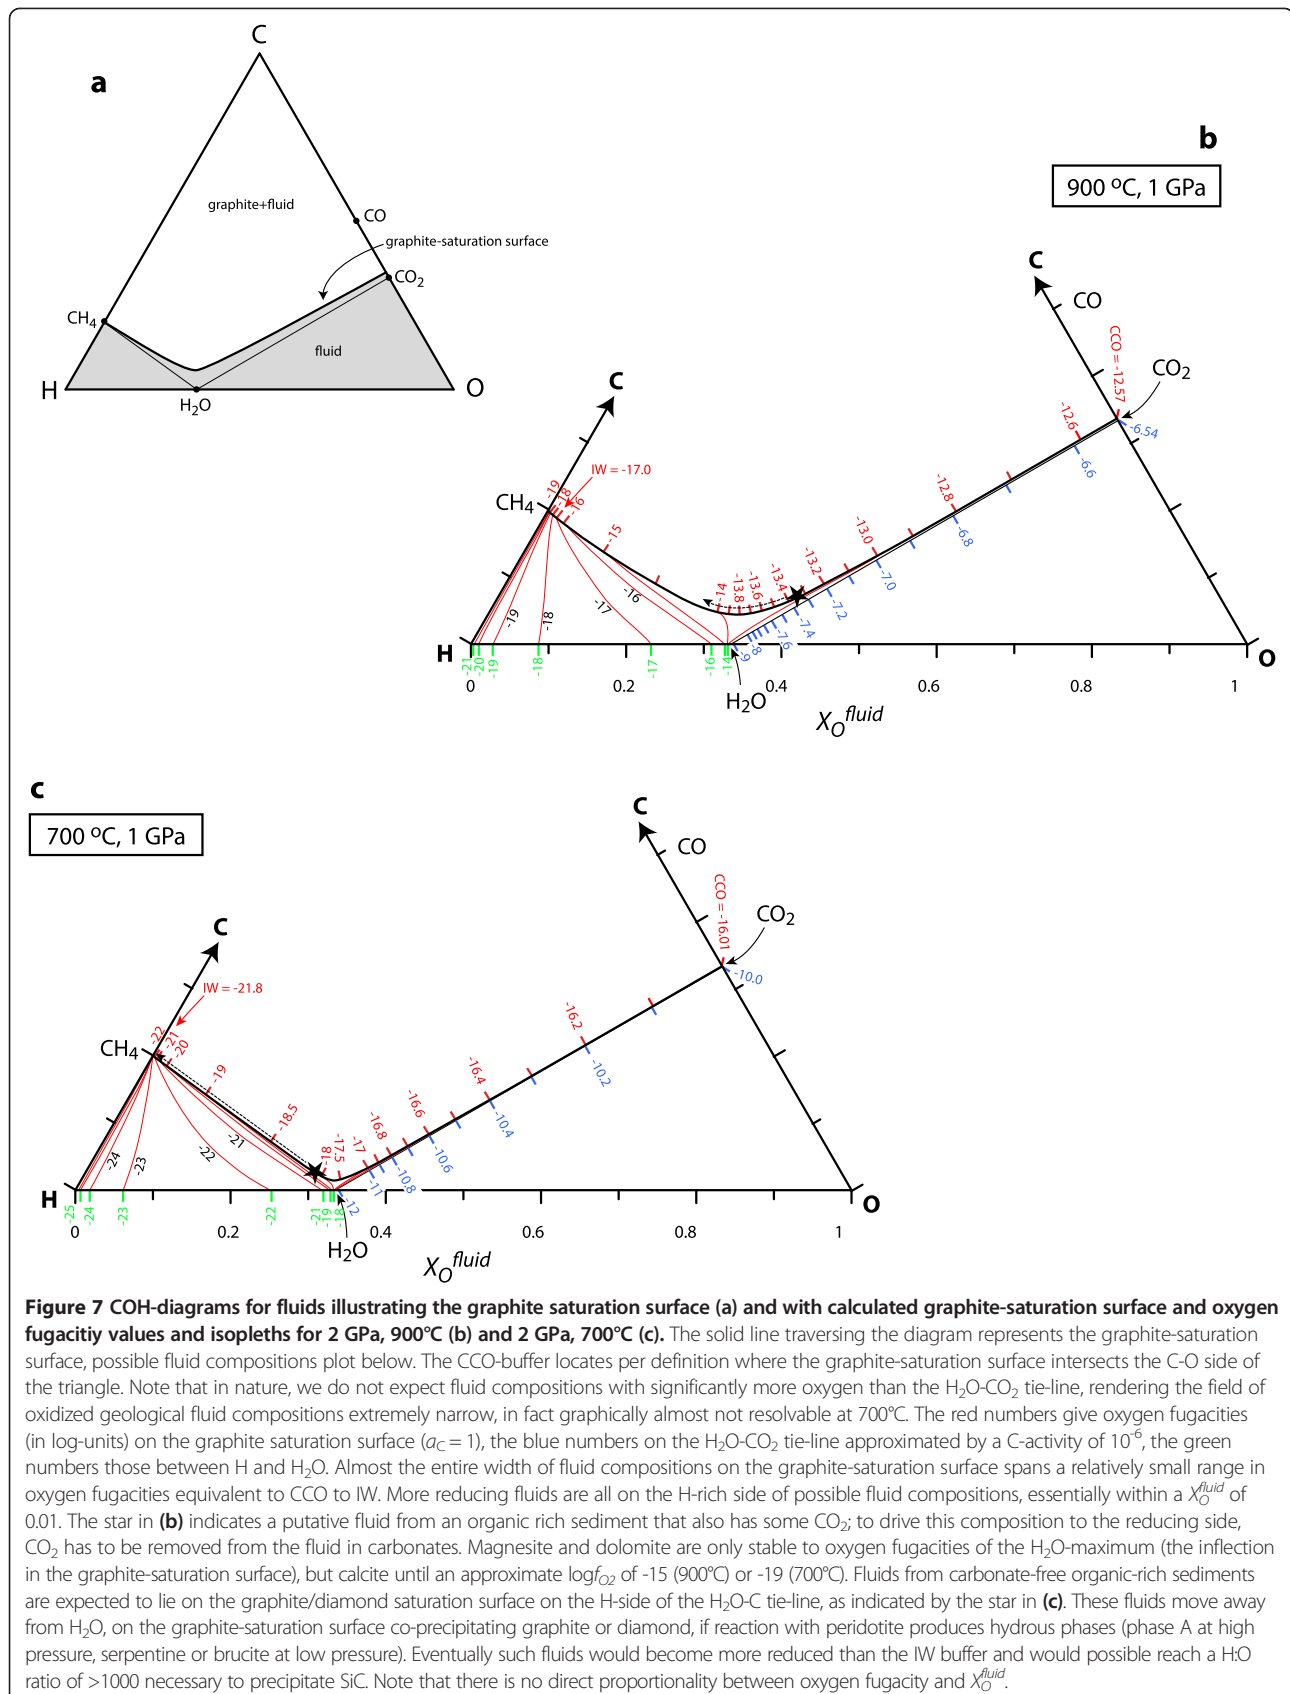 a
C
graphite+fluid
CO
graphite-saturation surface
CO2
CH4
fluid
H
H2O
O
b
900 ºC, 1 GPa
C
CO
CCO = -12.57
CO2
-12.6
-6.54
-6.6
C
IW = -17.0
-19
-18
-16
CH4
-15
-12.8
-6.8
-13.0
-7.0
-13.2
-7.2
-13.4
-13.6
-13.8
-14
-7.4
-7.6
-8
-9
-16
-17
-18
-19
H
-21
-20
-19
-18
-17
-16
-14
O
0
0.2
H2O
0.4
0.6
0.8
1
XO fluid
c
700 ºC, 1 GPa
C
CO
CCO = -16.01
CO2
-10.0
C
IW = -21.8
-22
-21
-20
CH4
-19
-18.5
-18
-17.5
-17
-16.8
-16.6
-16.4
-16.2
-10.2
-10.4
-10.6
-10.8
-11
-12
-21
-22
-23
-24
H
-25
-24
-23
-22
-21
-19
-18
O
0
0.2
H2O
0.4
0.6
0.8
1
XO fluid
Figure 7 COH-diagrams for fluids illustrating the graphite saturation surface (a) and with calculated graphite-saturation surface and oxygen
fugacitiy values and isopleths for 2 GPa, 900°C (b) and 2 GPa, 700°C (c). The solid line traversing the diagram represents the graphite-saturation
surface, possible fluid compositions plot below. The CCO-buffer locates per definition where the graphite-saturation surface intersects the C-O side of
the triangle. Note that in nature, we do not expect fluid compositions with significantly more oxygen than the H2O-CO2 tie-line, rendering the field of
oxidized geological fluid compositions extremely narrow, in fact graphically almost not resolvable at 700°C. The red numbers give oxygen fugacities
(in log-units) on the graphite saturation surface (aC = 1), the blue numbers on the H2O-CO2 tie-line approximated by a C-activity of 10-6, the green
numbers those between H and H2O. Almost the entire width of fluid compositions on the graphite-saturation surface spans a relatively small range in
oxygen fugacities equivalent to CCO to IW. More reducing fluids are all on the H-rich side of possible fluid compositions, essentially within a XO fluid of
0.01. The star in (b) indicates a putative fluid from an organic rich sediment that also has some CO2; to drive this composition to the reducing side,
CO2 has to be removed from the fluid in carbonates. Magnesite and dolomite are only stable to oxygen fugacities of the H2O-maximum (the inflection
in the graphite-saturation surface), but calcite until an approximate logfO2 of -15 (900°C) or -19 (700°C). Fluids from carbonate-free organic-rich sediments
are expected to lie on the graphite/diamond saturation surface on the H-side of the H2O-C tie-line, as indicated by the star in (c). These fluids move away
from H2O, on the graphite-saturation surface co-precipitating graphite or diamond, if reaction with peridotite produces hydrous phases (phase A at high
pressure, serpentine or brucite at low pressure). Eventually such fluids would become more reduced than the IW buffer and would possible reach a H:O
ratio of >1000 necessary to precipitate SiC. Note that there is no direct proportionality between oxygen fugacity and XO fluid.